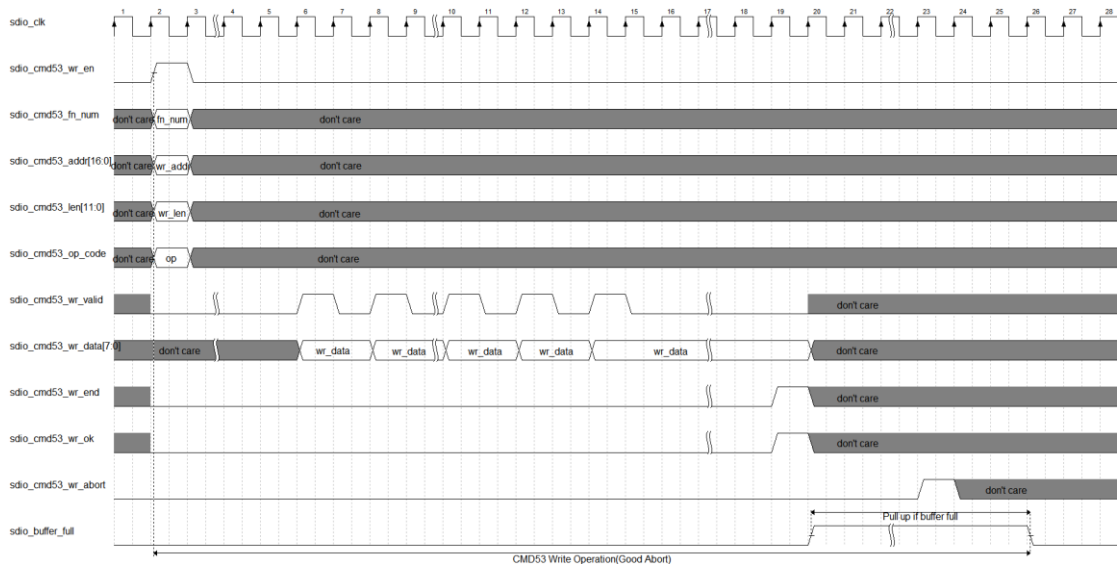 1 2 3 4 5 6 7 8 9 10 11 12 13 14 15 16 17 18 19 20 21 22 23 24 25 26 27 28
sdio_clk
sdio_cmd53_wr_en
sdio_cmd53_fn_num don't care fn_num don't care
sdio_cmd53_addr[16:0] don't care wr_add don't care
sdio_cmd53_len[11:0] don't care wr_len don't care
sdio_cmd53_op_code don't care op don't care
sdio_cmd53_wr_valid don't care
sdio_cmd53_wr_data[7:0] don't care wr_data wr_data wr_data wr_data wr_data don't care
sdio_cmd53_wr_end don't care
sdio_cmd53_wr_ok don't care
sdio_cmd53_wr_abort don't care
sdio_buffer_full Pull up if buffer full
CMD53 Write Operation(Good Abort)